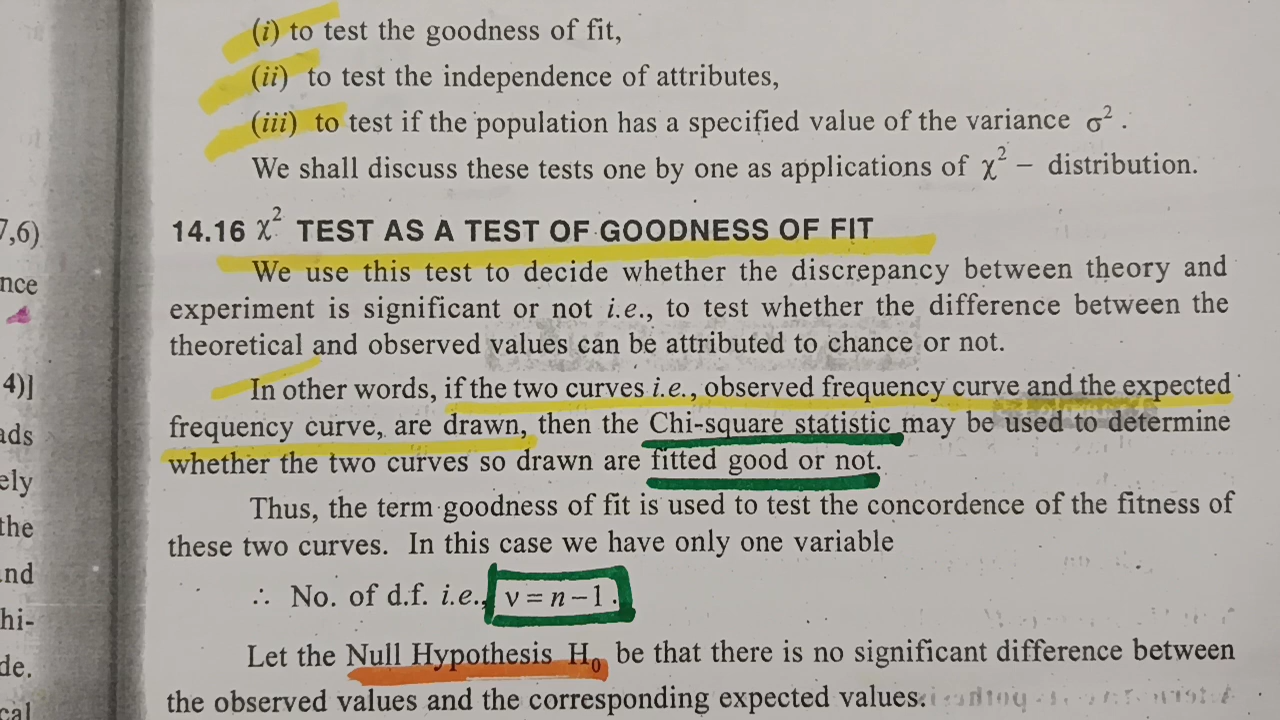 (i) to test the goodness of fit,
(ii) to test the independence of attributes,
(iii) to test if the population has a specified value of the variance σ².
We shall discuss these tests one by one as applications of χ² – distribution.
14.16 χ² TEST AS A TEST OF GOODNESS OF FIT
We use this test to decide whether the discrepancy between theory and
experiment is significant or not i.e., to test whether the difference between the
theoretical and observed values can be attributed to chance or not.
In other words, if the two curves i.e., observed frequency curve and the expected
frequency curve, are drawn, then the Chi-square statistic may be used to determine
whether the two curves so drawn are fitted good or not.
Thus, the term goodness of fit is used to test the concordance of the fitness of
these two curves. In this case we have only one variable
∴ No. of d.f. i.e., ν = n – 1.
Let the Null Hypothesis H₀ be that there is no significant difference between
the observed values and the corresponding expected values.
7,6)
nce
4)]
ads
ely
the
nd
hi-
de.
cal